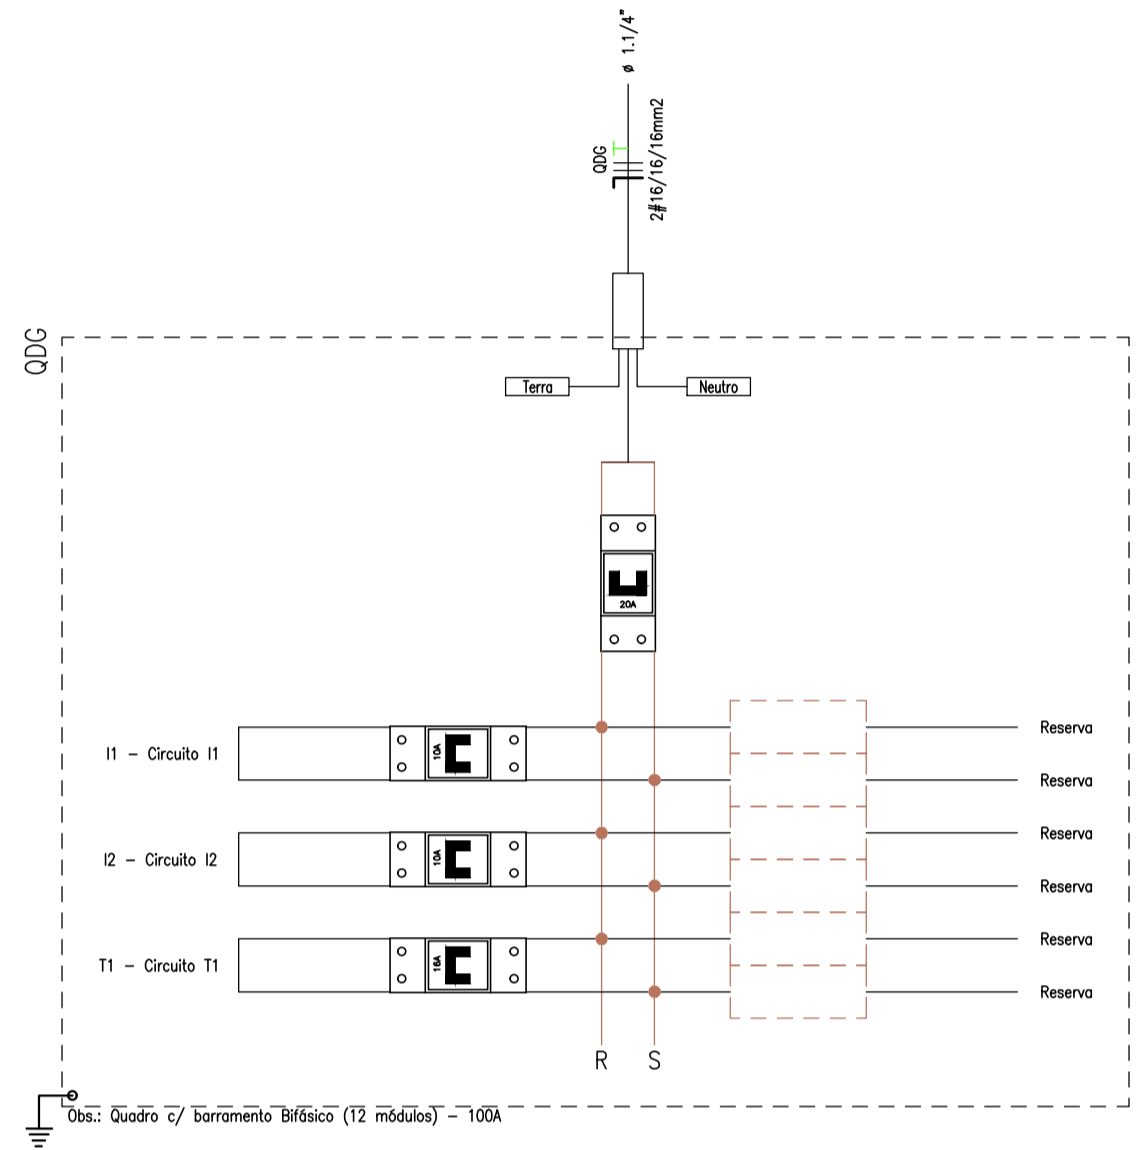 ø 1.1/4"
QDG
2#16/16/16mm2
QDG
Terra
Neutro
20A
I1 - Circuito I1
10A
Reserva
Reserva
I2 - Circuito I2
10A
Reserva
Reserva
T1 - Circuito T1
16A
Reserva
Reserva
R
S
Obs.: Quadro c/ barramento Bifásico (12 módulos) - 100A